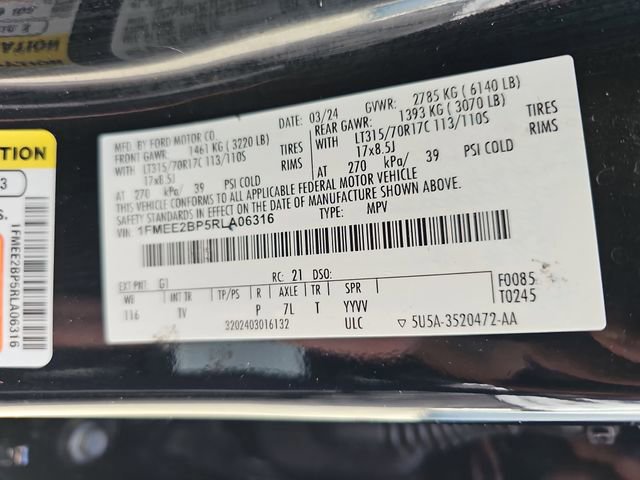 TION
3
S.
1FMEE2BP5RLA06316
MFD. BY FORD MOTOR CO.
DATE: 03/24 GVWR: 2785 KG ( 6140 LB)
FRONT GAWR: 1461 KG ( 3220 LB) REAR GAWR: 1393 KG ( 3070 LB)
WITH LT315/70R17C 113/110S TIRES WITH LT315/70R17C 113/110S TIRES
17x8.5J RIMS 17x8.5J RIMS
AT 270 kPa/ 39 PSI COLD AT 270 kPa/ 39 PSI COLD
THIS VEHICLE CONFORMS TO ALL APPLICABLE FEDERAL MOTOR VEHICLE
SAFETY STANDARDS IN EFFECT ON THE DATE OF MANUFACTURE SHOWN ABOVE.
VIN: 1FMEE2BP5RLA06316 TYPE: MPV
EXT PNT: G1 RC: 21 DSO: F0085
WB INT TR TP/PS R AXLE TR SPR T0245
116 TV P 7L T YYVV
3202403016132 ULC ▽ 5U5A-3520472-AA